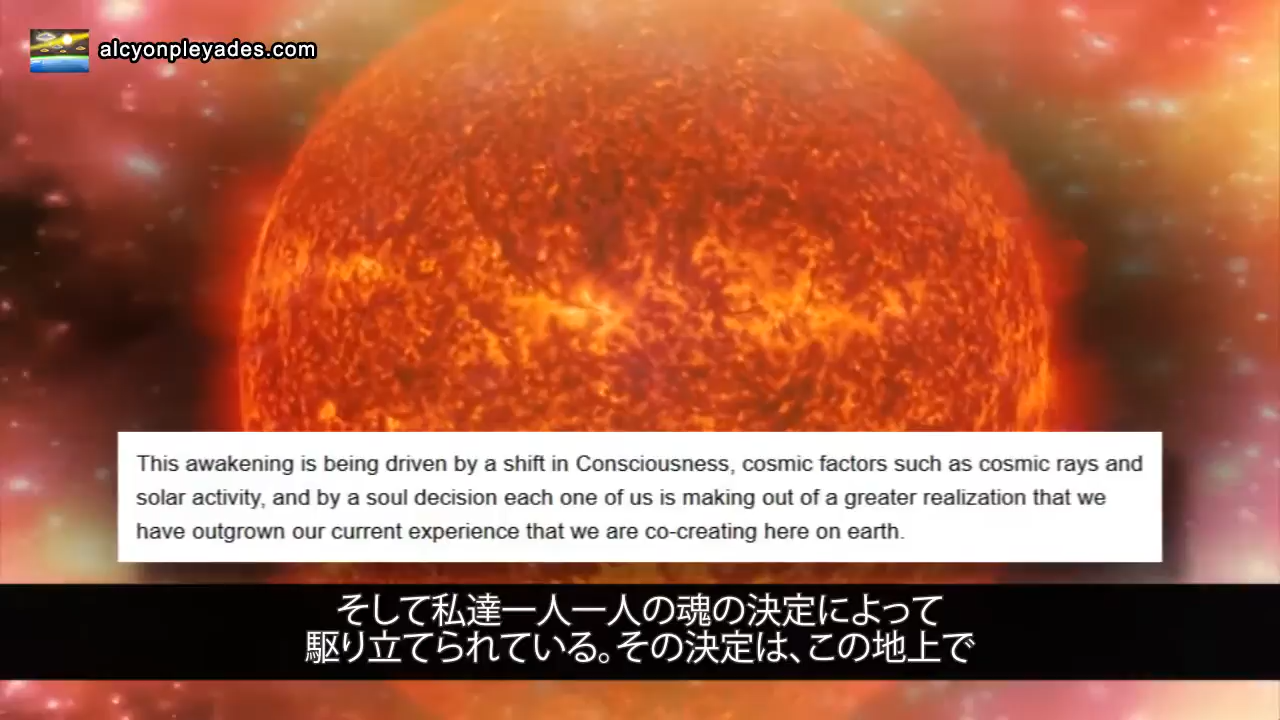 alcyonpleyades.com
This awakening is being driven by a shift in Consciousness, cosmic factors such as cosmic rays and
solar activity, and by a soul decision each one of us is making out of a greater realization that we
have outgrown our current experience that we are co-creating here on earth.
そして私達一人一人の魂の決定によって
駆り立てられている。その決定は、この地上で